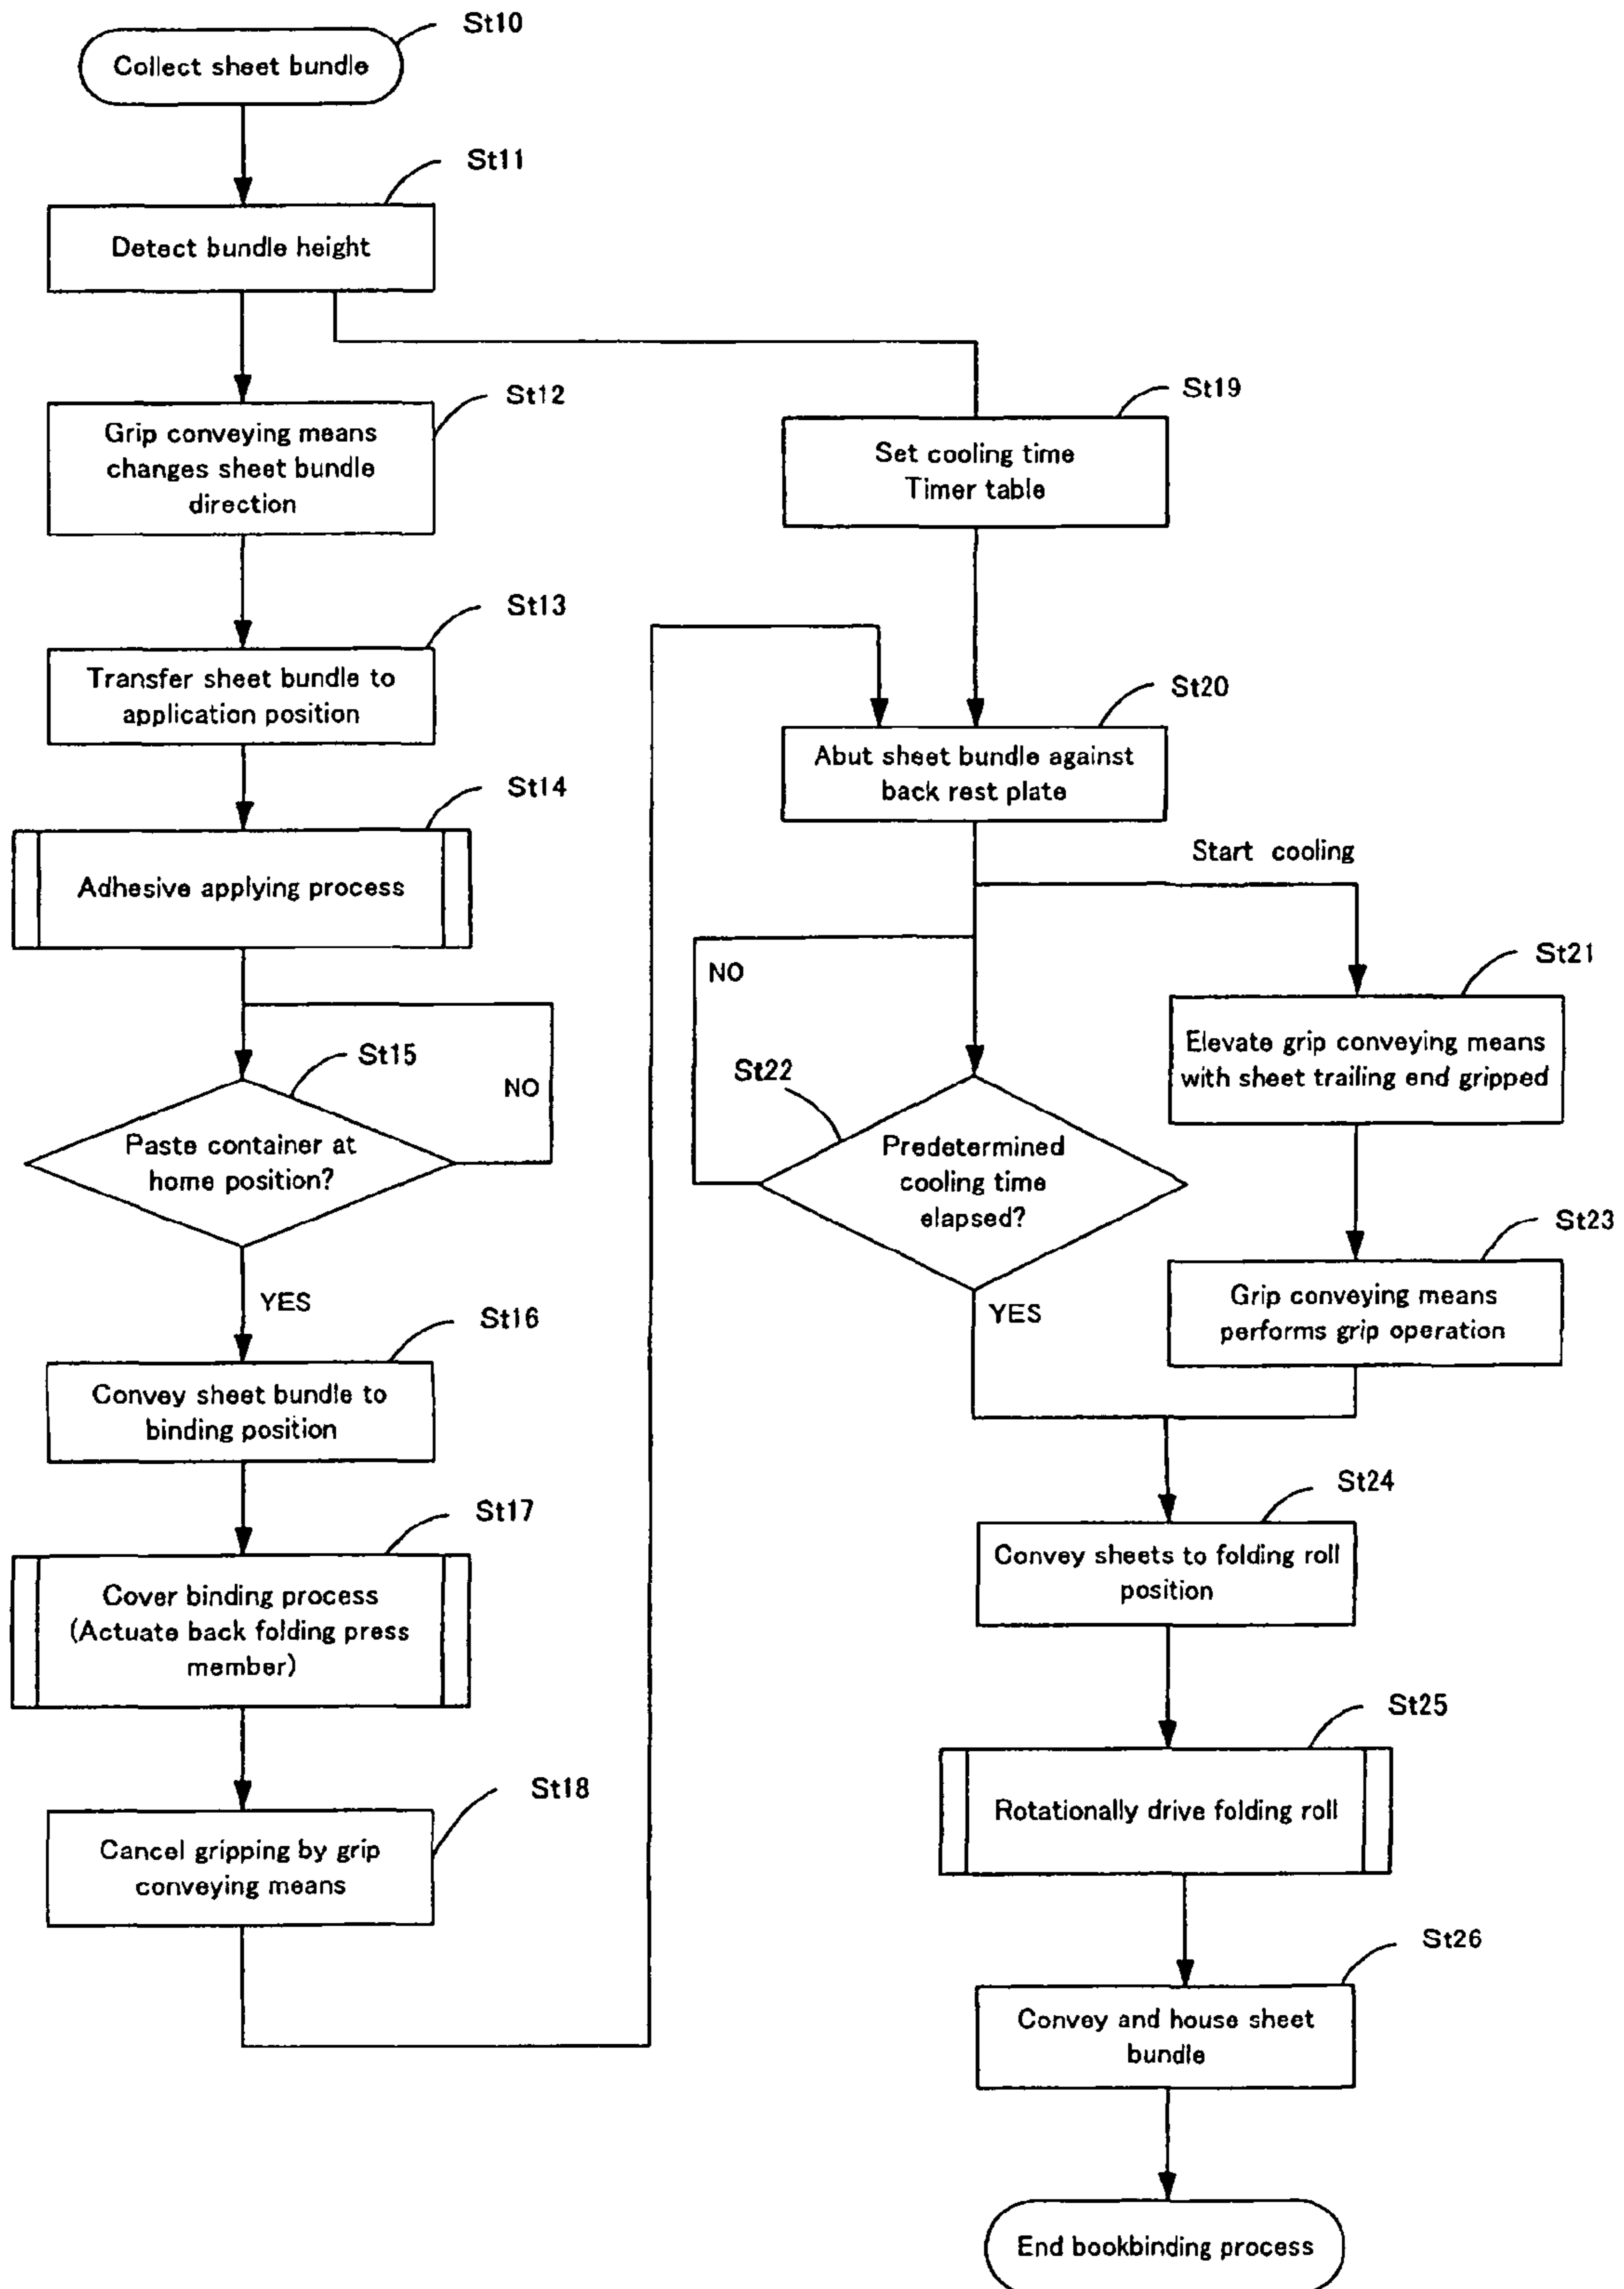 St10
Collect sheet bundle
St11
Detect bundle height
St12
Grip conveying means
changes sheet bundle
direction
St13
Transfer sheet bundle to
application position
St14
Adhesive applying process
St15
NO
Paste container at
home position?
YES
St16
Convey sheet bundle to
binding position
St17
Cover binding process
(Actuate back folding press
member)
St18
Cancel gripping by grip
conveying means
St19
Set cooling time
Timer table
St20
Abut sheet bundle against
back rest plate
Start cooling
NO
St21
Elevate grip conveying means
with sheet trailing end gripped
St22
Predetermined
cooling time
elapsed?
YES
St23
Grip conveying means
performs grip operation
St24
Convey sheets to folding roll
position
St25
Rotationally drive folding roll
St26
Convey and house sheet
bundle
End bookbinding process